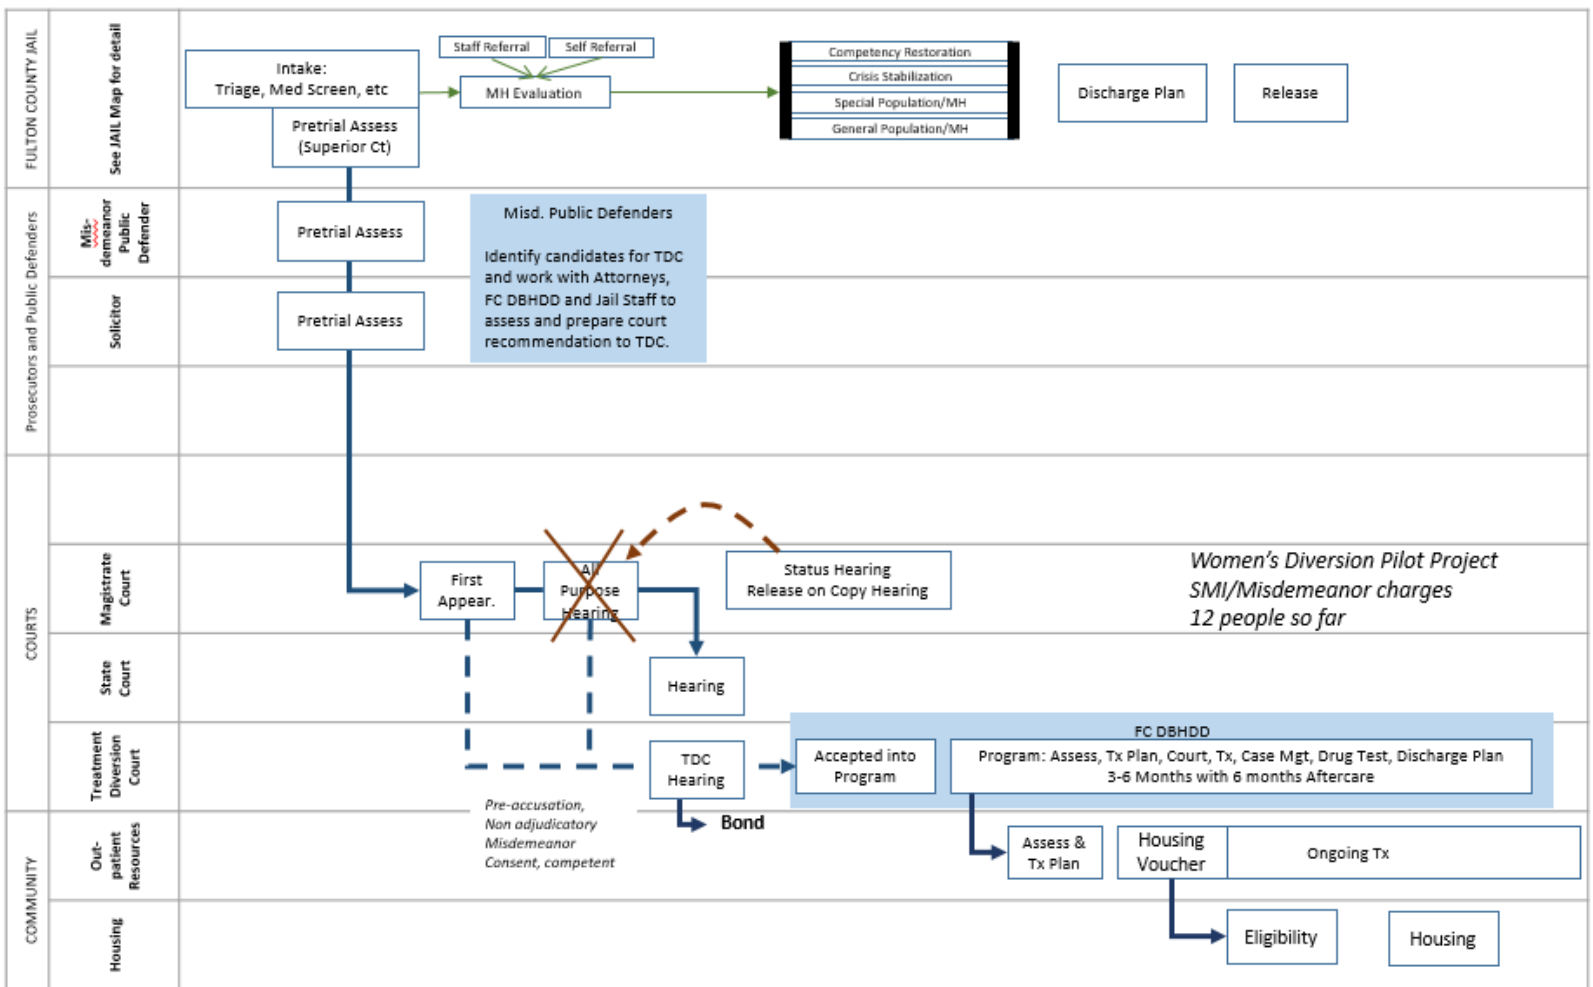 FULTON COUNTY JAIL
See JAIL Map for detail
Intake:
Triage, Med Screen, etc
Pretrial Assess
(Superior Ct)
Staff Referral
Self Referral
MH Evaluation
Competency Restoration
Crisis Stabilization
Special Population/MH
General Population/MH
Discharge Plan
Release
Prosecutors and Public Defenders
Mis-
demeanor
Public
Defender
Pretrial Assess
Misd. Public Defenders
Identify candidates for TDC
and work with Attorneys,
FC DBHDD and Jail Staff to
assess and prepare court
recommendation to TDC.
Solicitor
Pretrial Assess
COURTS
Magistrate
Court
First
Appear.
All
Purpose
Hearing
Status Hearing
Release on Copy Hearing
Women's Diversion Pilot Project
SMI/Misdemeanor charges
12 people so far
State
Court
Hearing
Treatment
Diversion
Court
TDC
Hearing
FC DBHDD
Accepted into
Program
Program: Assess, Tx Plan, Court, Tx, Case Mgt, Drug Test, Discharge Plan
3-6 Months with 6 months Aftercare
Pre-accusation,
Non adjudicatory
Misdemeanor
Consent, competent
Bond
COMMUNITY
Out-
patient
Resources
Assess &
Tx Plan
Housing
Voucher
Ongoing Tx
Housing
Eligibility
Housing